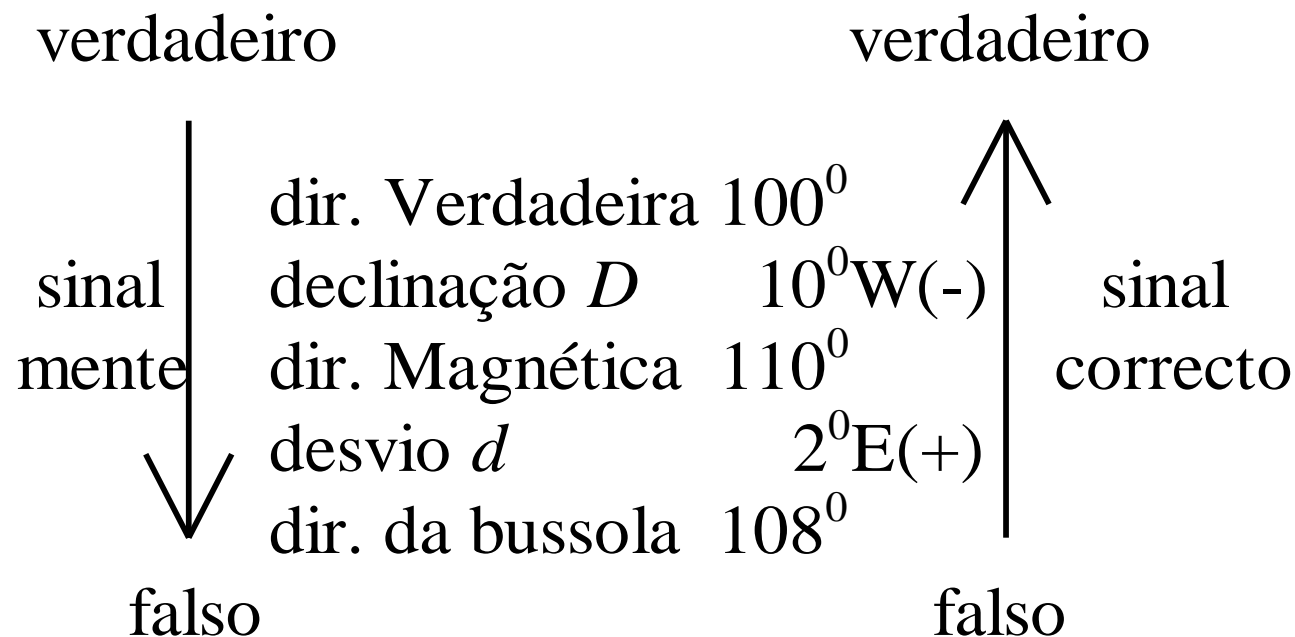 verdadeiro verdadeiro
dir. Verdadeira 100⁰
sinal declinação D 10⁰W(-) sinal
mente dir. Magnética 110⁰ correcto
desvio d 2⁰E(+)
dir. da bussola 108⁰
falso falso